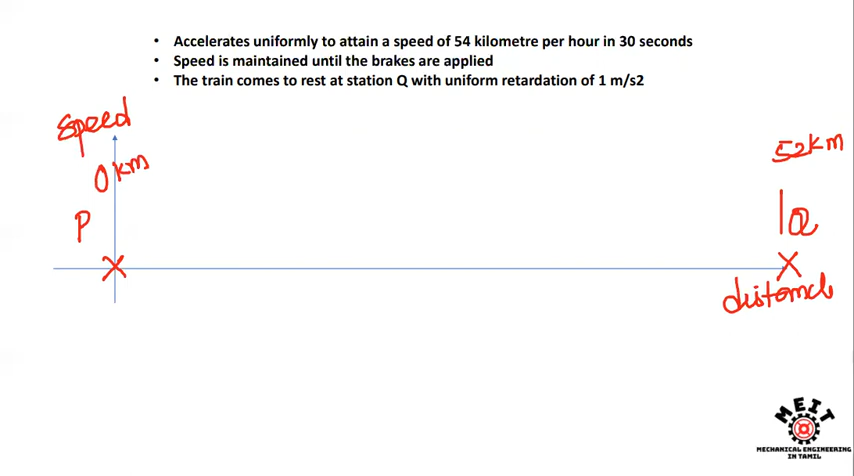 • Accelerates uniformly to attain a speed of 54 kilometre per hour in 30 seconds
• Speed is maintained until the brakes are applied
• The train comes to rest at station Q with uniform retardation of 1 m/s2
speed
0 km
52 km
P
Q
distance
MEIT
MECHANICAL ENGINEERING
IN TAMIL